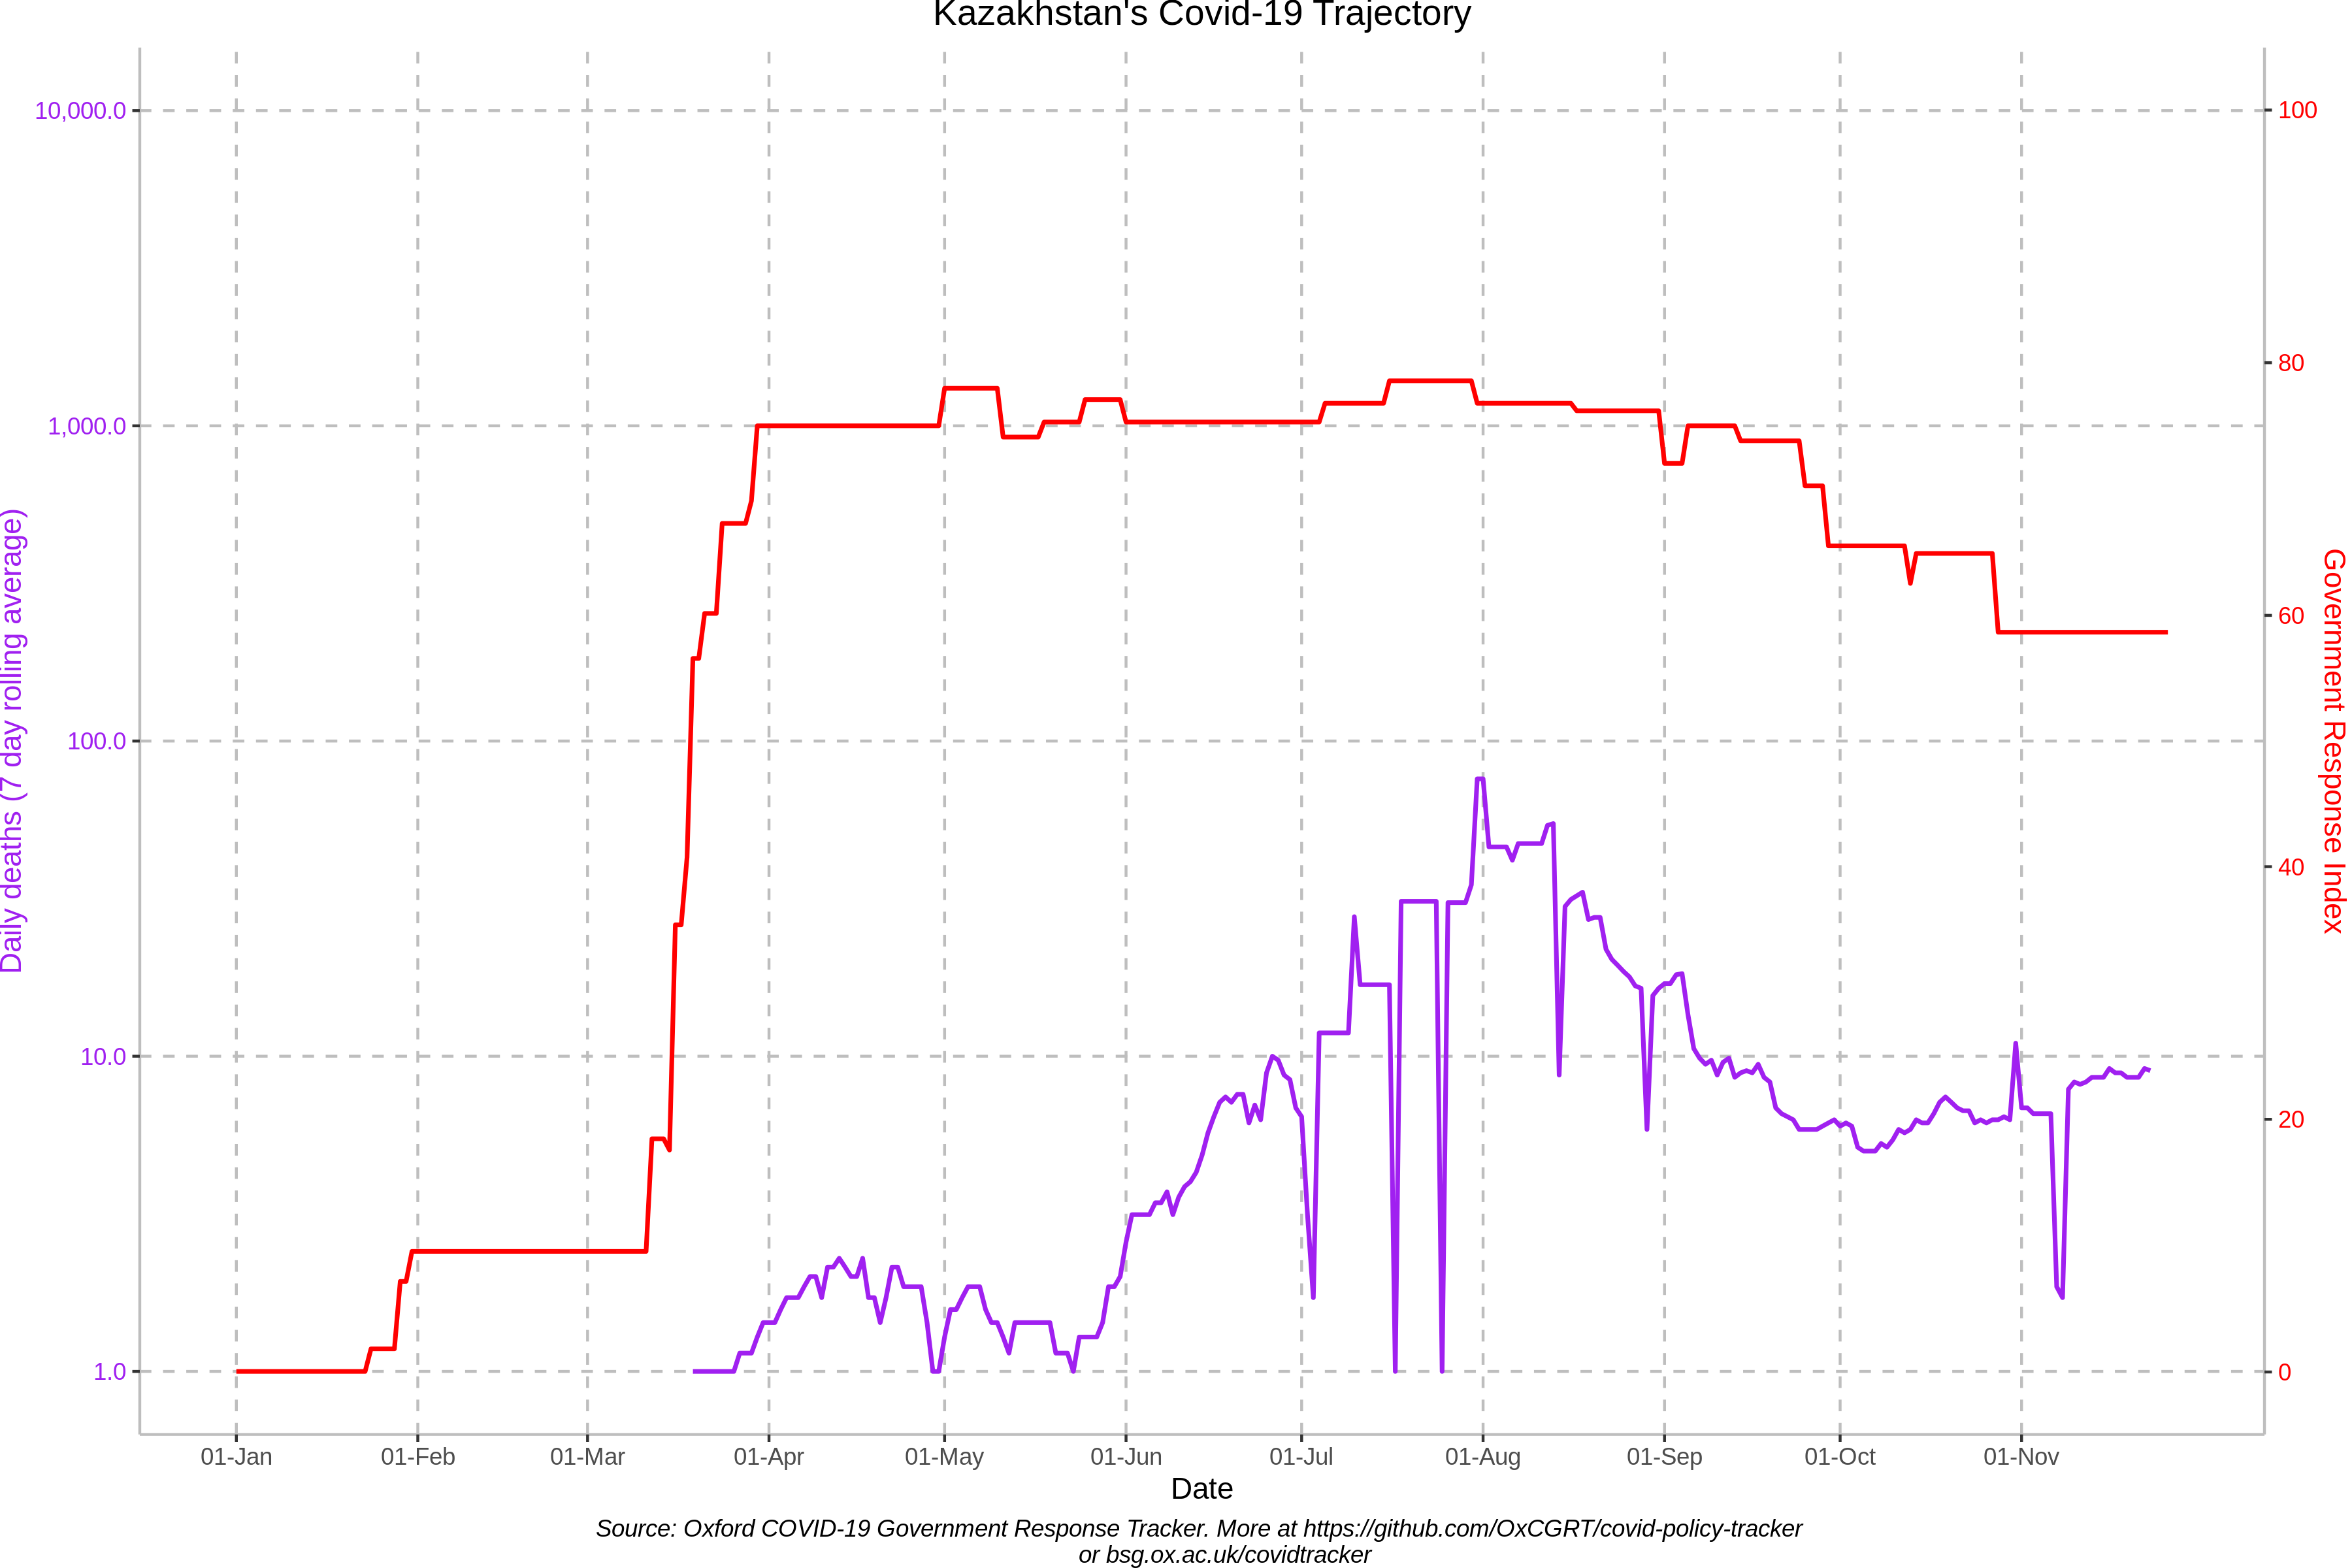 Kazakhstan's Covid-19 Trajectory
10,000.0
1,000.0
100.0
10.0
1.0
Daily deaths (7 day rolling average)
100
80
60
40
20
0
Government Response Index
01-Jan 01-Feb 01-Mar 01-Apr 01-May 01-Jun 01-Jul 01-Aug 01-Sep 01-Oct 01-Nov
Date
Source: Oxford COVID-19 Government Response Tracker. More at https://github.com/OxCGRT/covid-policy-tracker
or bsg.ox.ac.uk/covidtracker